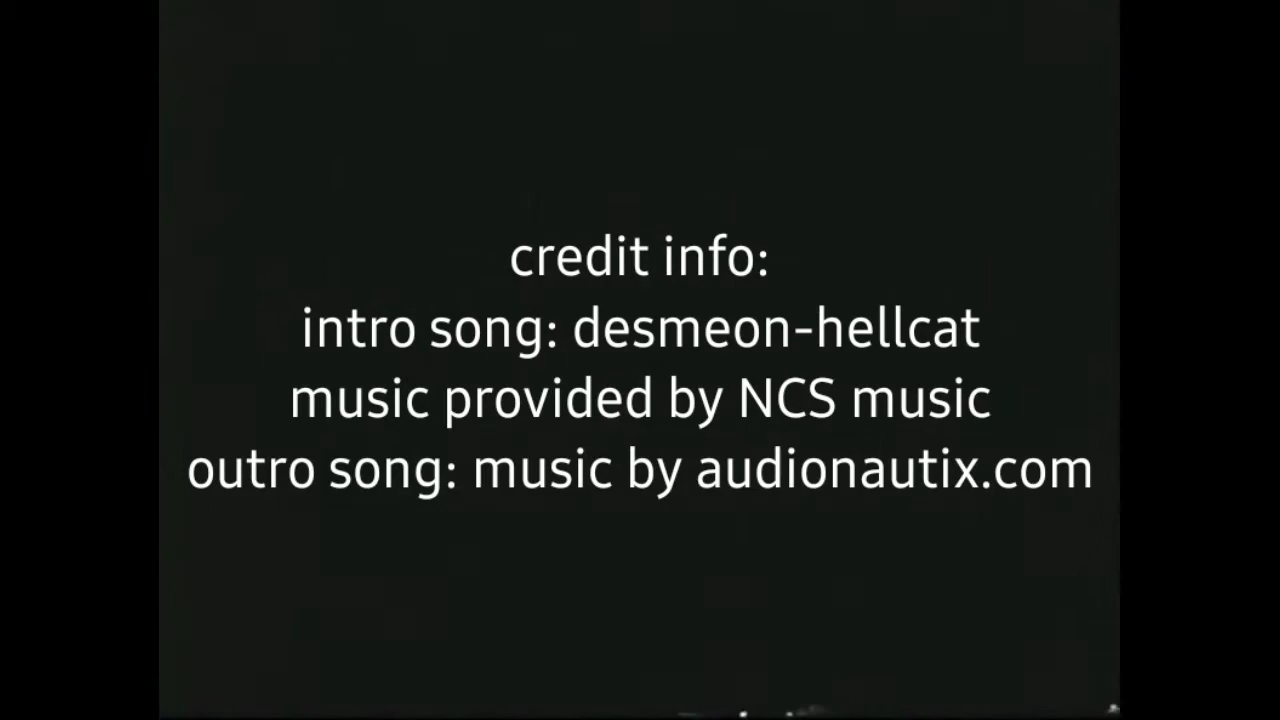 credit info:
intro song: desmeon-hellcat
music provided by NCS music
outro song: music by audionautix.com